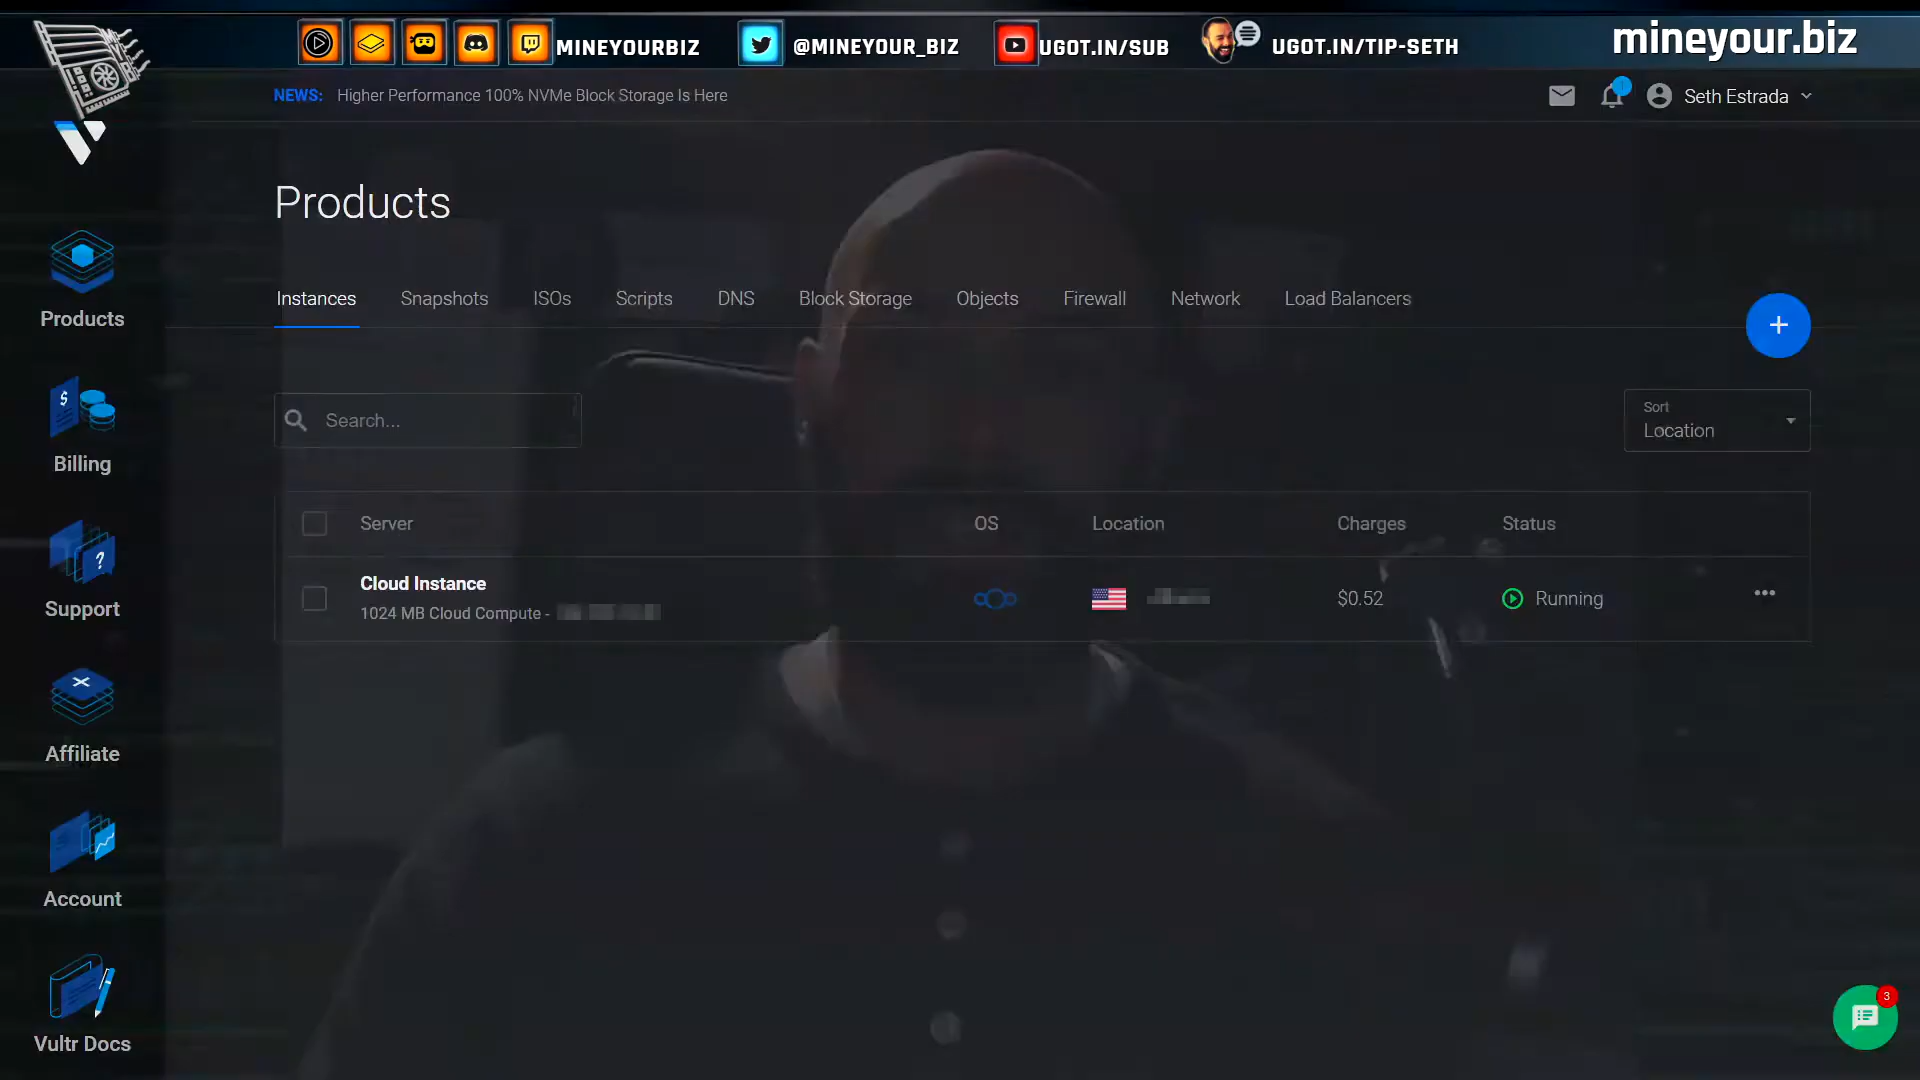 MINEYOURBIZ
@MINEYOUR_BIZ
UGOT.IN/SUB
UGOT.IN/TIP-SETH
mineyour.biz
NEWS: Higher Performance 100% NVMe Block Storage Is Here
Seth Estrada
Products
Products
Billing
Support
Affiliate
Account
Vultr Docs
Instances Snapshots ISOs Scripts DNS Block Storage Objects Firewall Network Load Balancers
+
Search...
Sort
Location
Server OS Location Charges Status
Cloud Instance
1024 MB Cloud Compute -
$0.52 Running
3